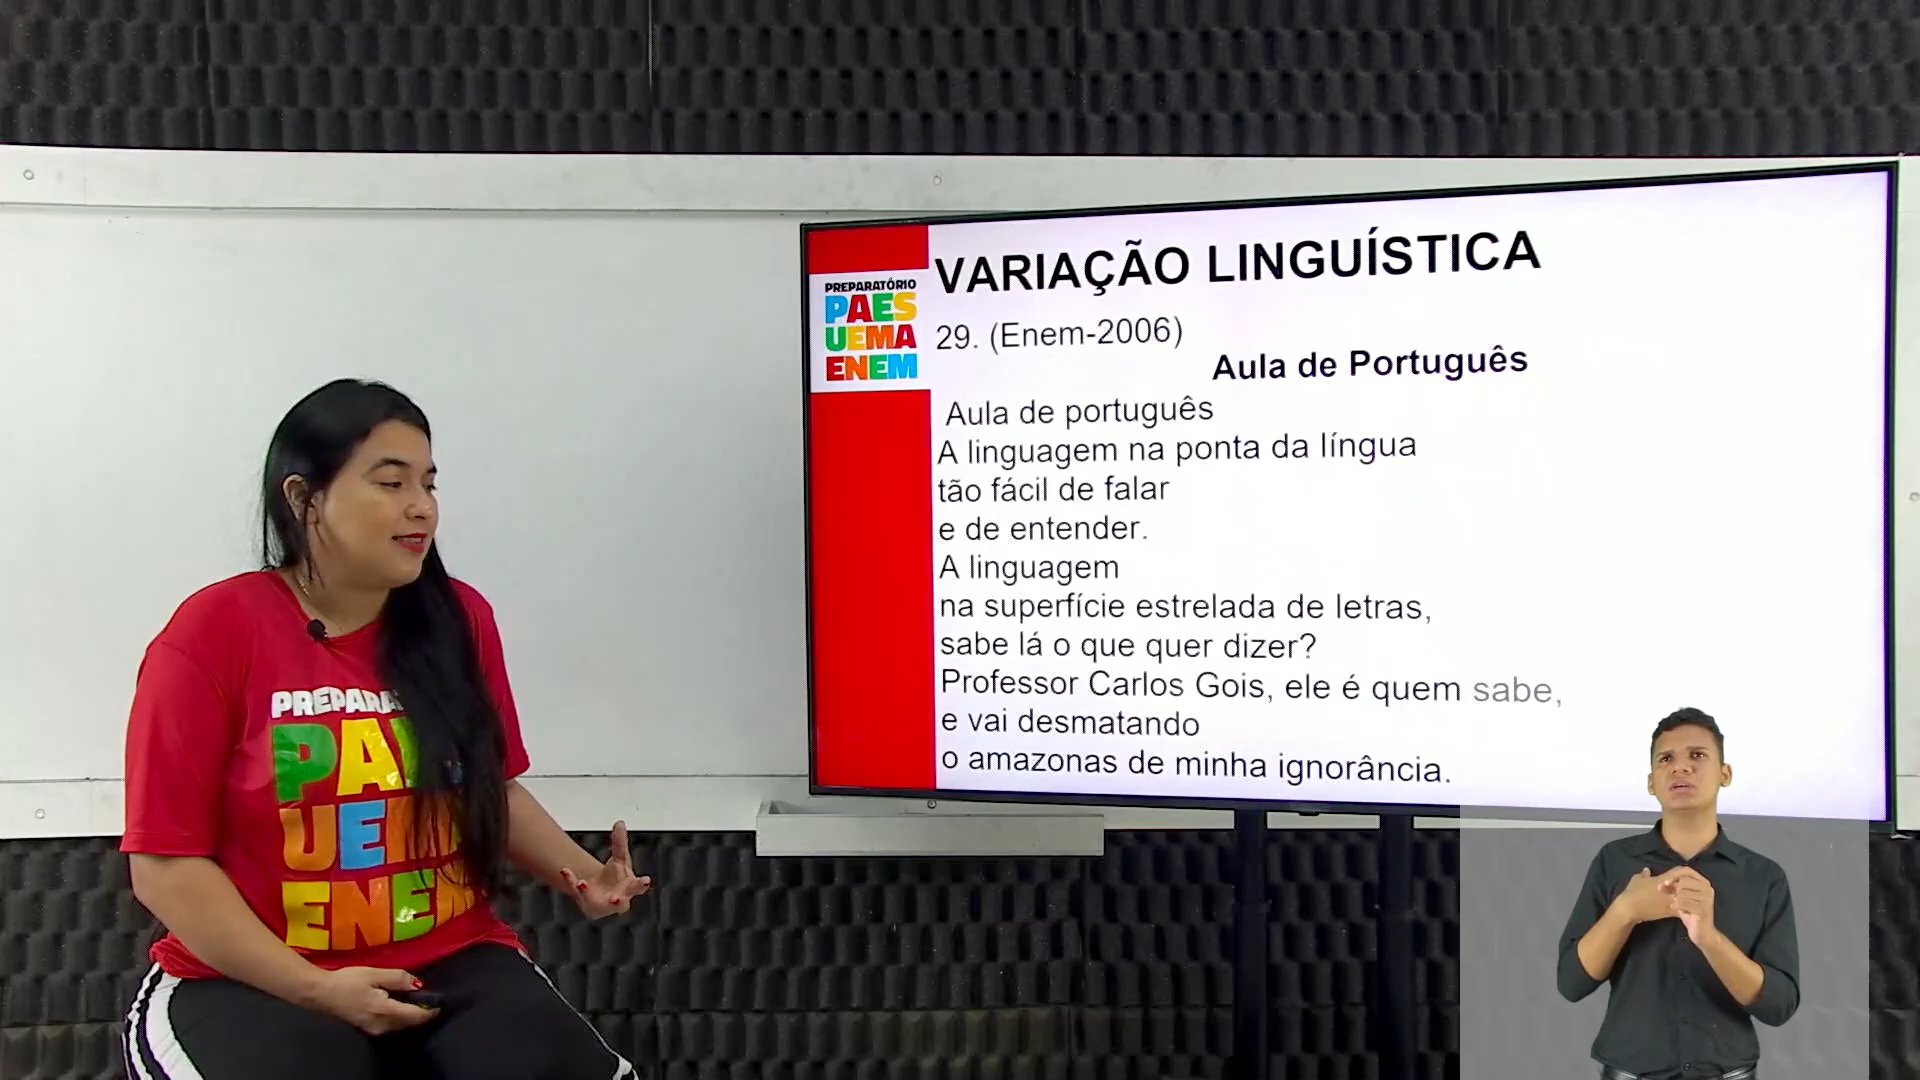 VARIAÇÃO LINGUÍSTICA
PREPARATÓRIO
PAES
UEMA
ENEM
29. (Enem-2006)
Aula de Português
Aula de português
A linguagem na ponta da língua
tão fácil de falar
e de entender.
A linguagem
na superfície estrelada de letras,
sabe lá o que quer dizer?
Professor Carlos Gois, ele é quem sabe,
e vai desmatando
o amazonas de minha ignorância.
PREPARA
PA
UEMA
ENEM